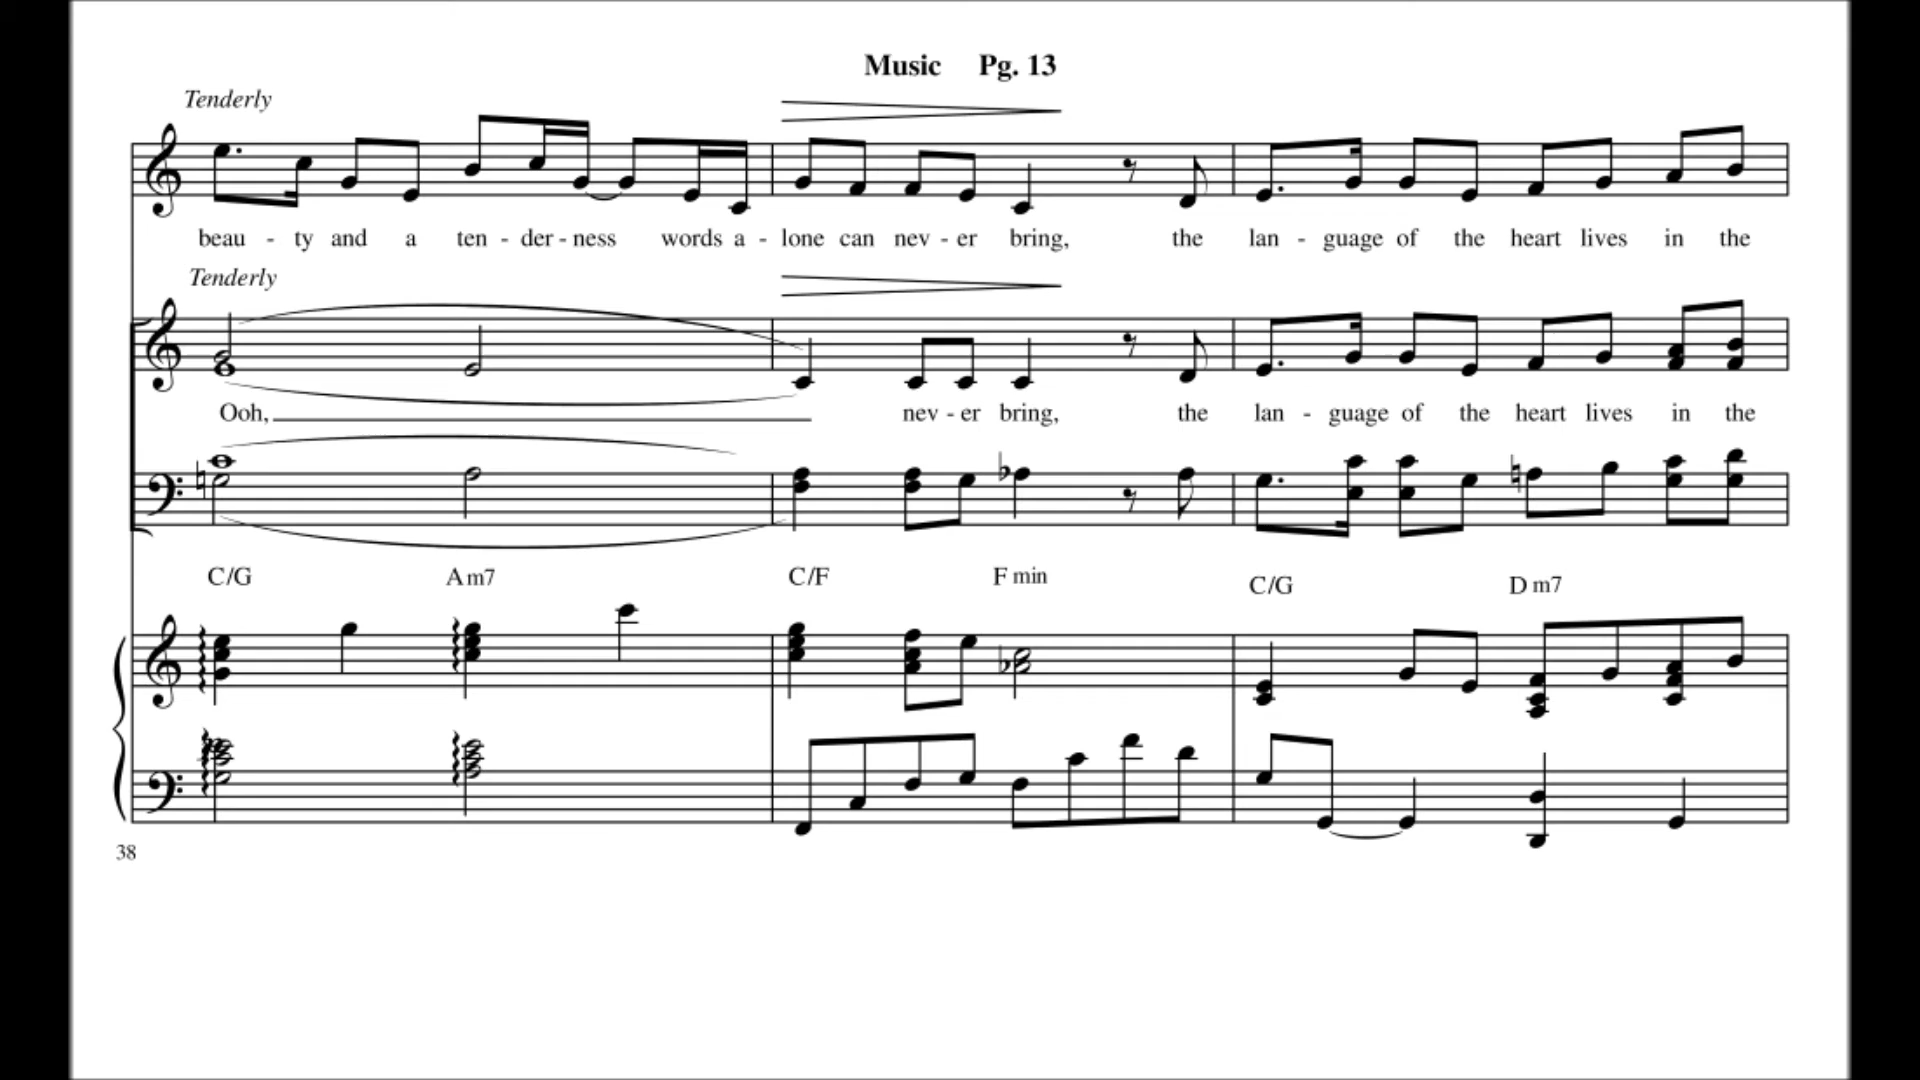 Music Pg. 13
Tenderly
beau - ty and a ten - der - ness words a - lone can nev - er bring, the lan - guage of the heart lives in the
Tenderly
Ooh, nev - er bring, the lan - guage of the heart lives in the
C/G Am7 C/F F min C/G D m7
38